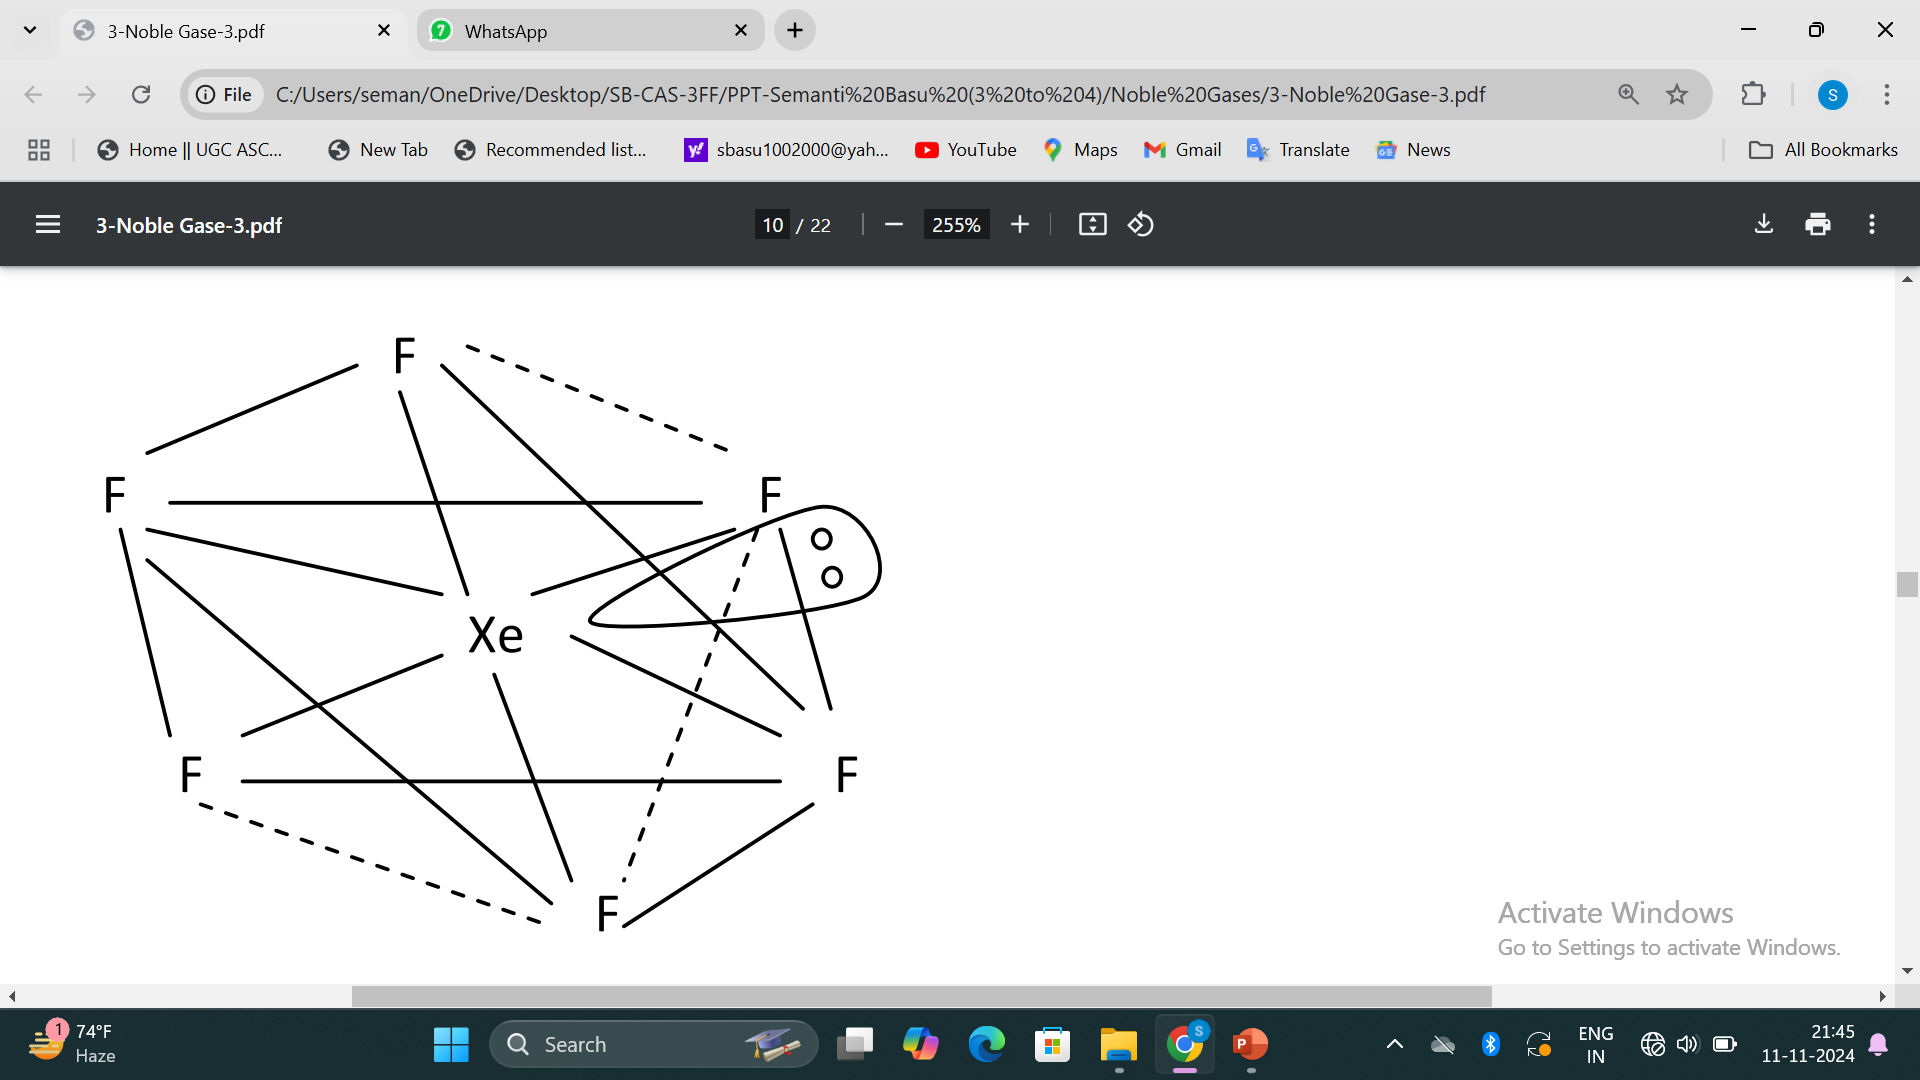 3-Noble Gase-3.pdf
WhatsApp
File
C:/Users/seman/OneDrive/Desktop/SB-CAS-3FF/PPT-Semanti%20Basu%20(3%20to%204)/Noble%20Gases/3-Noble%20Gase-3.pdf
S
Home || UGC ASC...
New Tab
Recommended list...
sbasu1002000@yah...
YouTube
Maps
Gmail
Translate
News
All Bookmarks
3-Noble Gase-3.pdf
10 / 22
255%
F
F
F
Xe
F
F
F
Activate Windows
Go to Settings to activate Windows.
1
74°F
Haze
Search
ENG
IN
21:45
11-11-2024